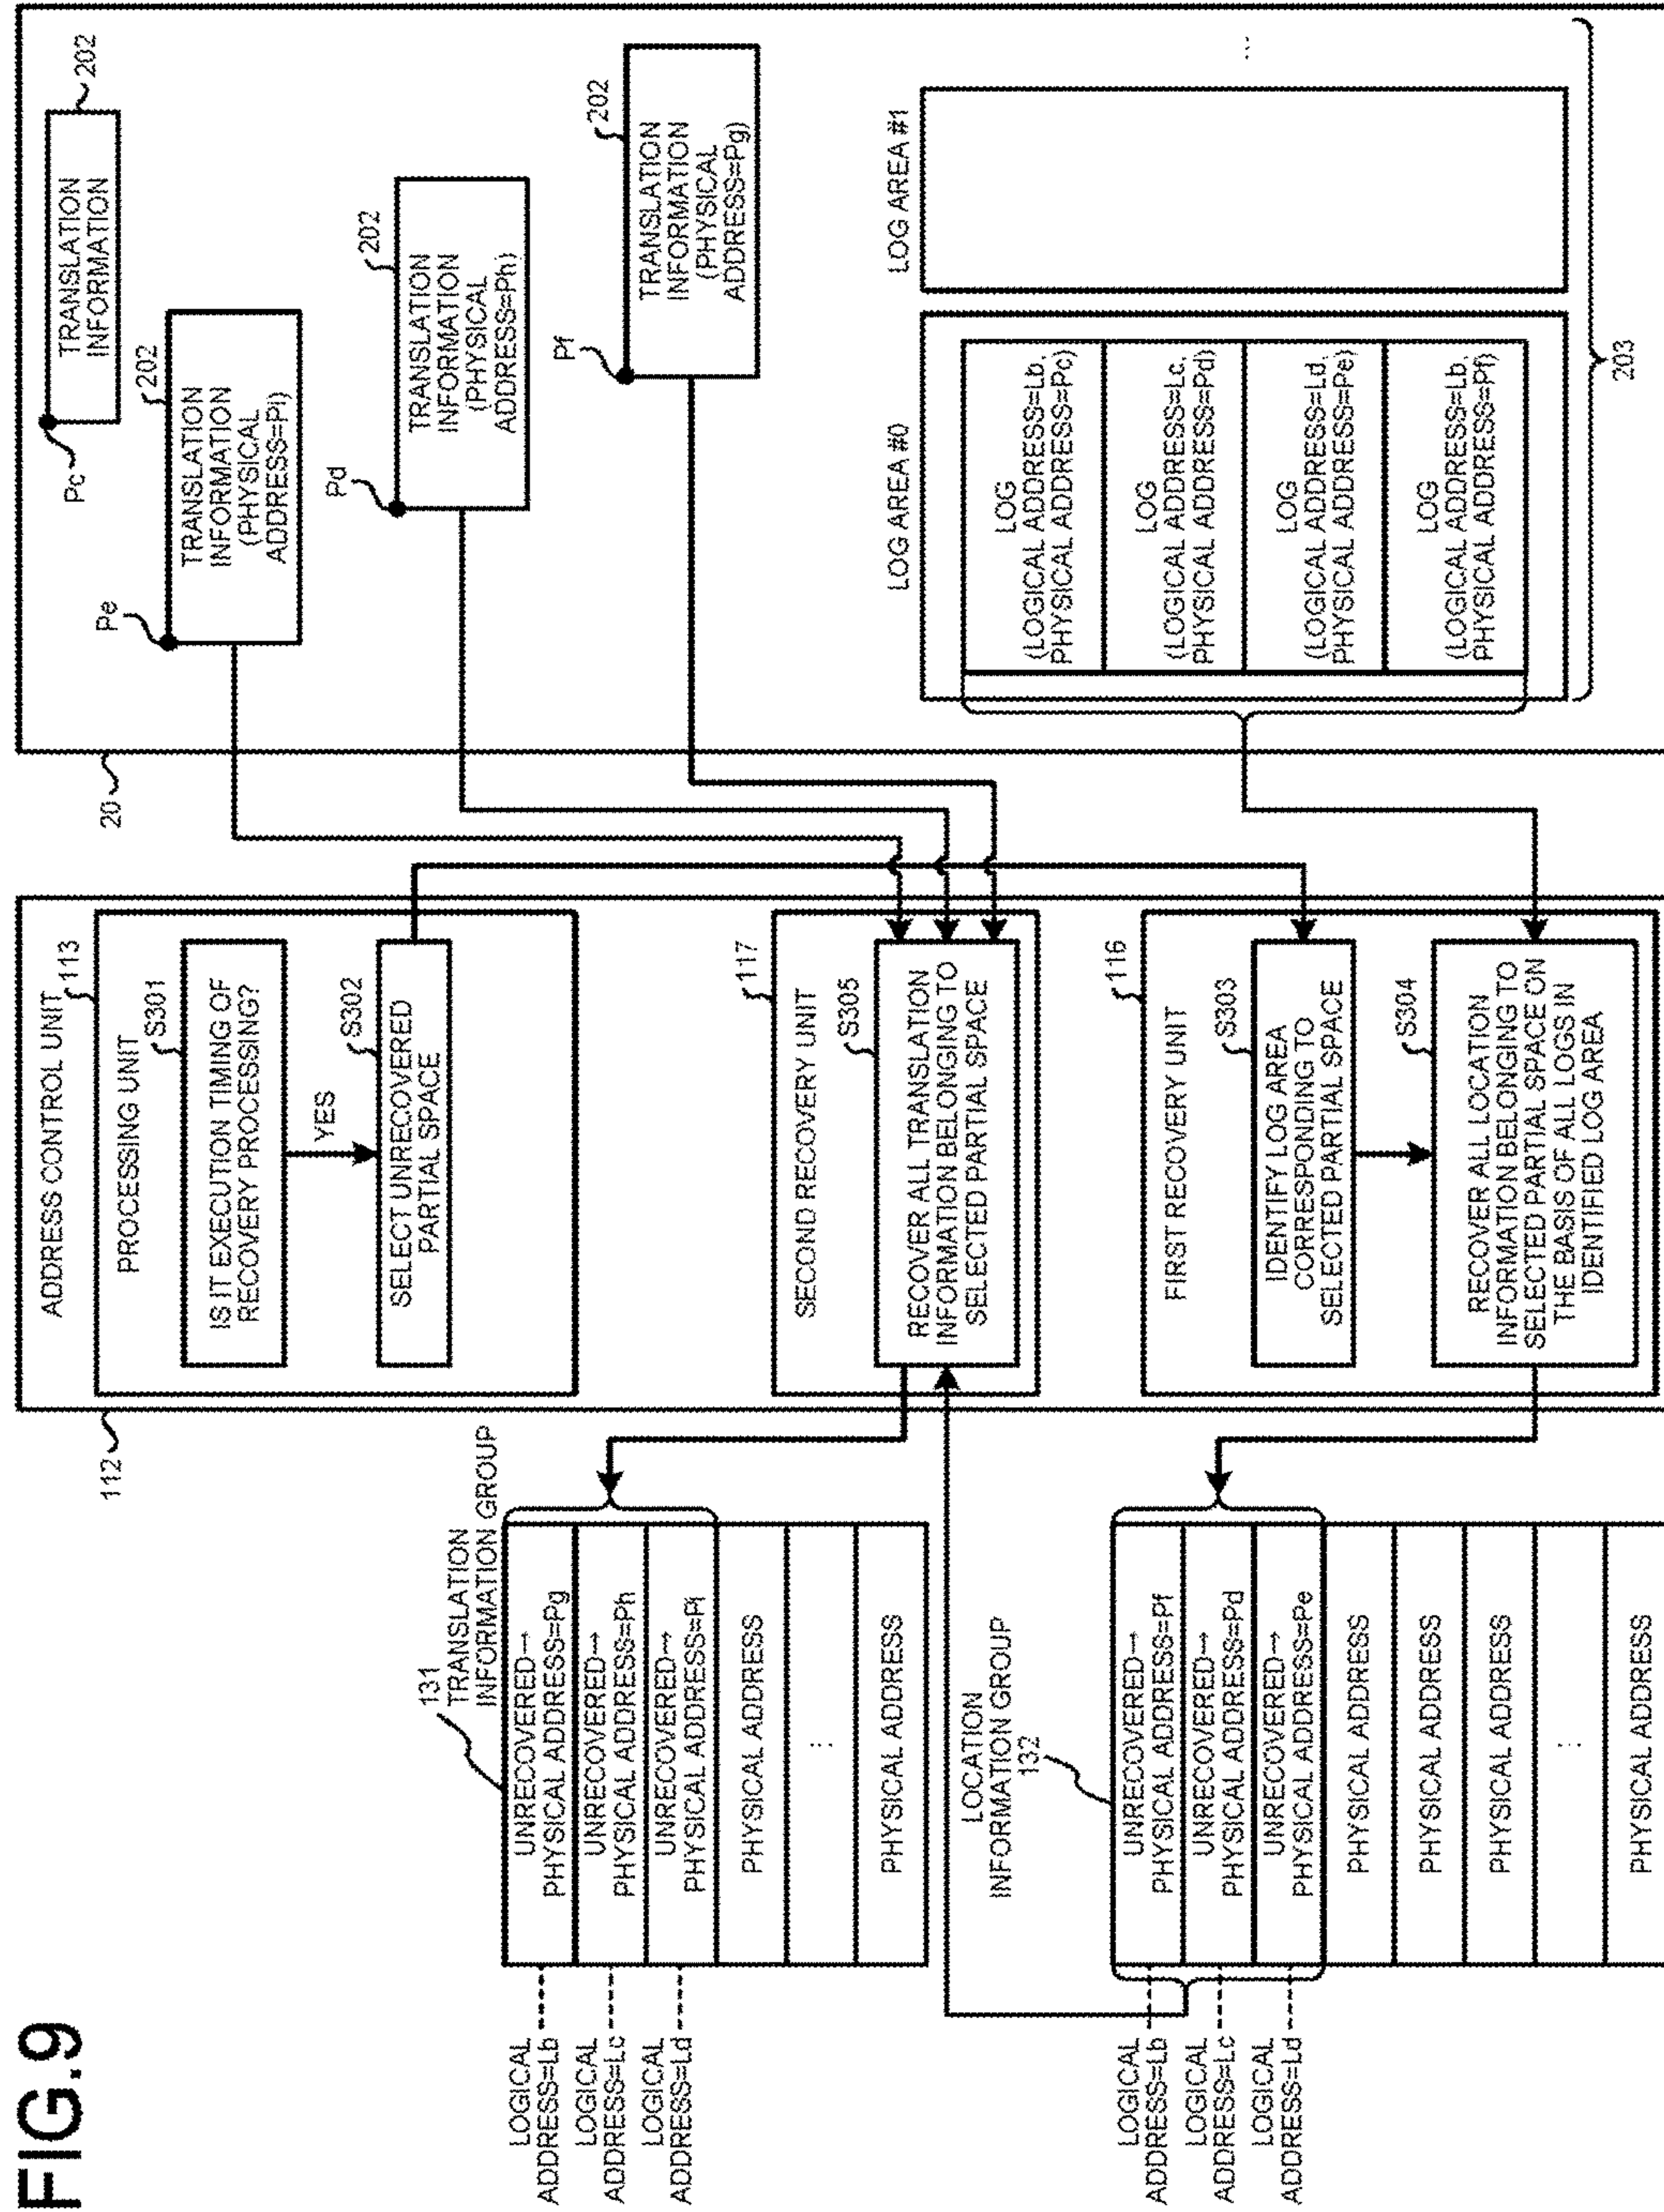 FIG.9
112
ADDRESS CONTROL UNIT
113
PROCESSING UNIT
S301
IS IT EXECUTION TIMING OF
RECOVERY PROCESSING?
YES
S302
SELECT UNRECOVERED
PARTIAL SPACE
117
SECOND RECOVERY UNIT
S305
RECOVER ALL TRANSLATION
INFORMATION BELONGING TO
SELECTED PARTIAL SPACE
116
FIRST RECOVERY UNIT
S303
IDENTIFY LOG AREA
CORRESPONDING TO
SELECTED PARTIAL SPACE
S304
RECOVER ALL LOCATION
INFORMATION BELONGING TO
SELECTED PARTIAL SPACE ON
THE BASIS OF ALL LOGS IN
IDENTIFIED LOG AREA
131
TRANSLATION
INFORMATION GROUP
LOGICAL
ADDRESS=Lb
UNRECOVERED→
PHYSICAL ADDRESS=Pg
LOGICAL
ADDRESS=Lc
UNRECOVERED→
PHYSICAL ADDRESS=Ph
LOGICAL
ADDRESS=Ld
UNRECOVERED→
PHYSICAL ADDRESS=Pi
PHYSICAL ADDRESS
...
PHYSICAL ADDRESS
LOCATION
INFORMATION GROUP
132
LOGICAL
ADDRESS=Lb
UNRECOVERED→
PHYSICAL ADDRESS=Pf
LOGICAL
ADDRESS=Lc
UNRECOVERED→
PHYSICAL ADDRESS=Pd
LOGICAL
ADDRESS=Ld
UNRECOVERED→
PHYSICAL ADDRESS=Pe
PHYSICAL ADDRESS
PHYSICAL ADDRESS
PHYSICAL ADDRESS
...
PHYSICAL ADDRESS
20
Pc
202
TRANSLATION
INFORMATION
Pe
202
TRANSLATION
INFORMATION
(PHYSICAL
ADDRESS=Pi)
Pd
202
TRANSLATION
INFORMATION
(PHYSICAL
ADDRESS=Ph)
Pf
202
TRANSLATION
INFORMATION
(PHYSICAL
ADDRESS=Pg)
LOG AREA #0
LOG
(LOGICAL ADDRESS=Lb,
PHYSICAL ADDRESS=Pc)
LOG
(LOGICAL ADDRESS=Lc,
PHYSICAL ADDRESS=Pd)
LOG
(LOGICAL ADDRESS=Ld,
PHYSICAL ADDRESS=Pe)
LOG
(LOGICAL ADDRESS=Lb,
PHYSICAL ADDRESS=Pf)
LOG AREA #1
...
203